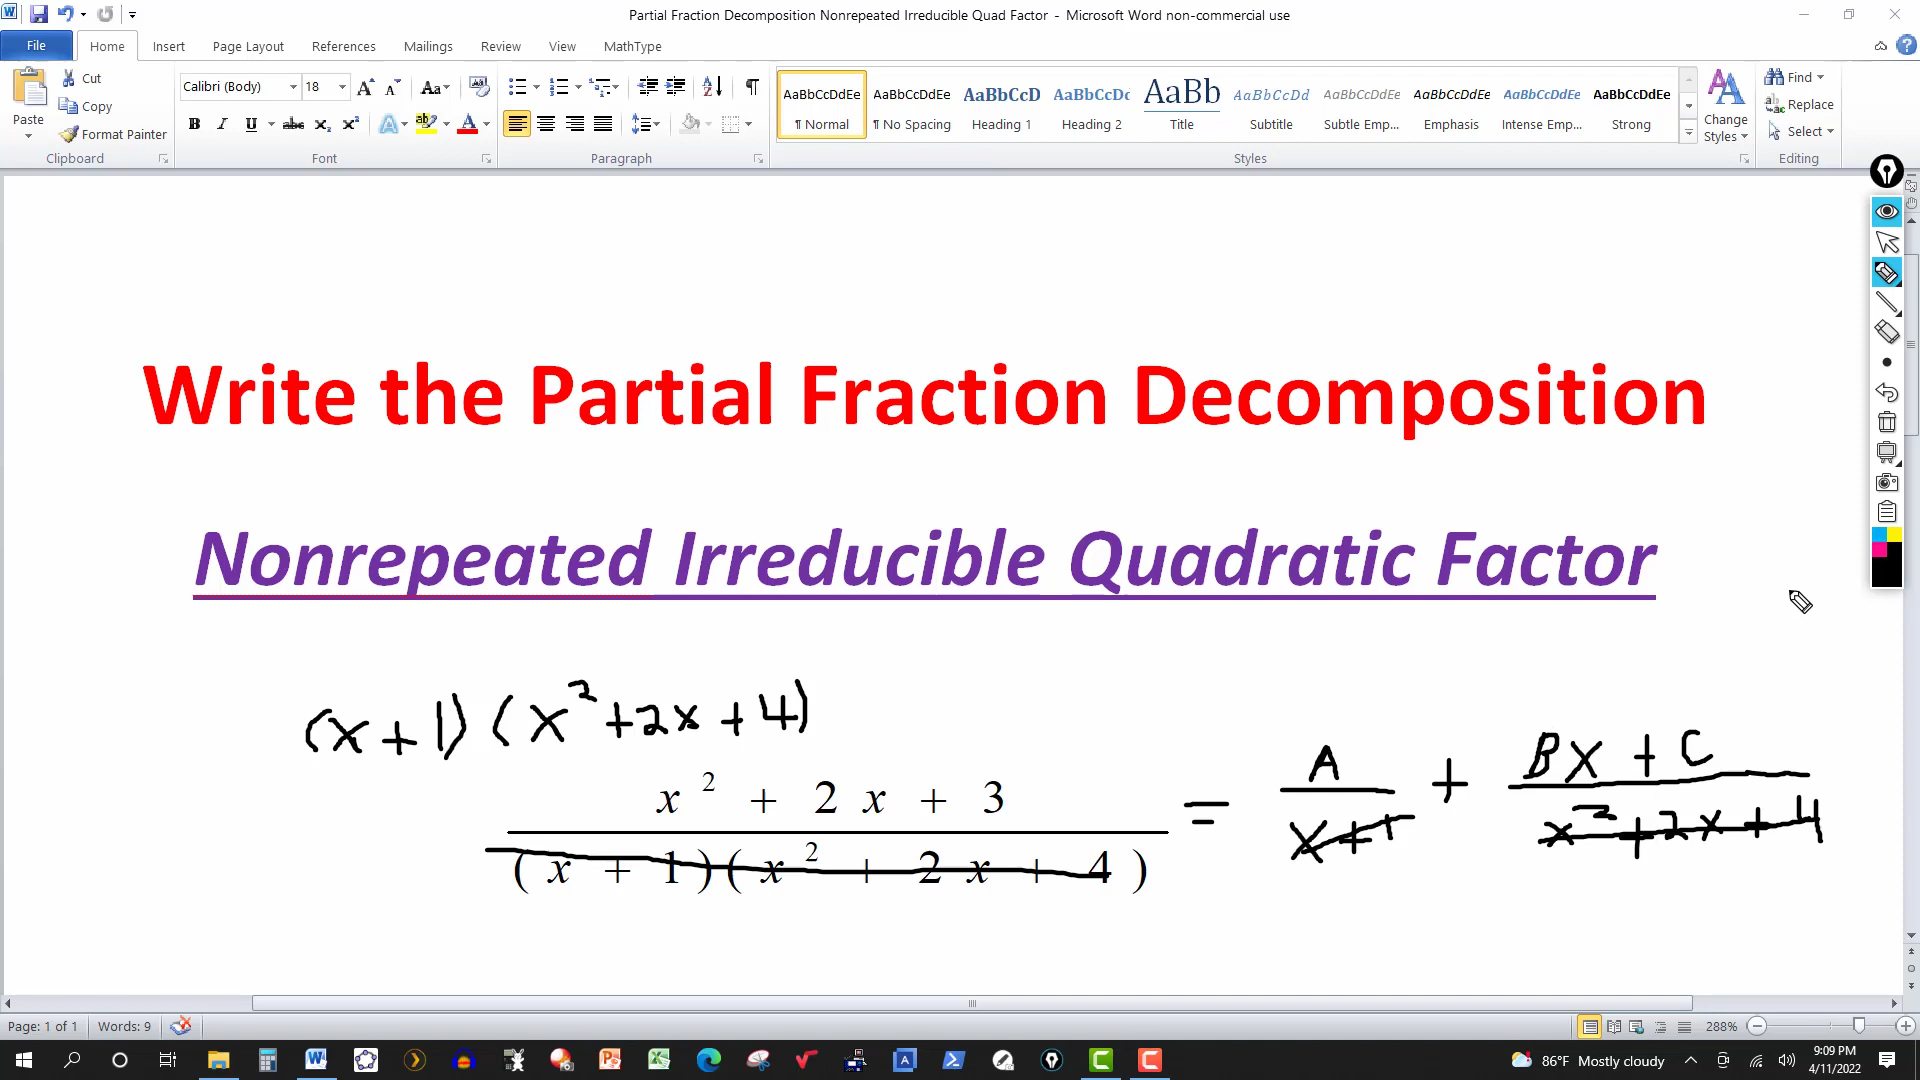 Partial Fraction Decomposition Nonrepeated Irreducible Quad Factor - Microsoft Word non-commercial use
File Home Insert Page Layout References Mailings Review View MathType
Cut
Copy
Format Painter
Paste
Clipboard
Calibri (Body) 18
Font
Paragraph
AaBbCcDdEe AaBbCcDdEe AaBbCcD AaBbCcDc AaBb AaBbCcDd AaBbCcDdEe AaBbCcDdEe AaBbCcDdEe AaBbCcDdEe
¶ Normal ¶ No Spacing Heading 1 Heading 2 Title Subtitle Subtle Emp... Emphasis Intense Emp... Strong
Change Styles
Styles
Find
Replace
Select
Editing
Write the Partial Fraction Decomposition
Nonrepeated Irreducible Quadratic Factor
(x+1)(x²+2x+4)
x² + 2x + 3
(x + 1)(x² + 2x + 4)
=
A
x+1
+
Bx+C
x²+2x+4
Page: 1 of 1 Words: 9 288%
86°F Mostly cloudy
9:09 PM
4/11/2022